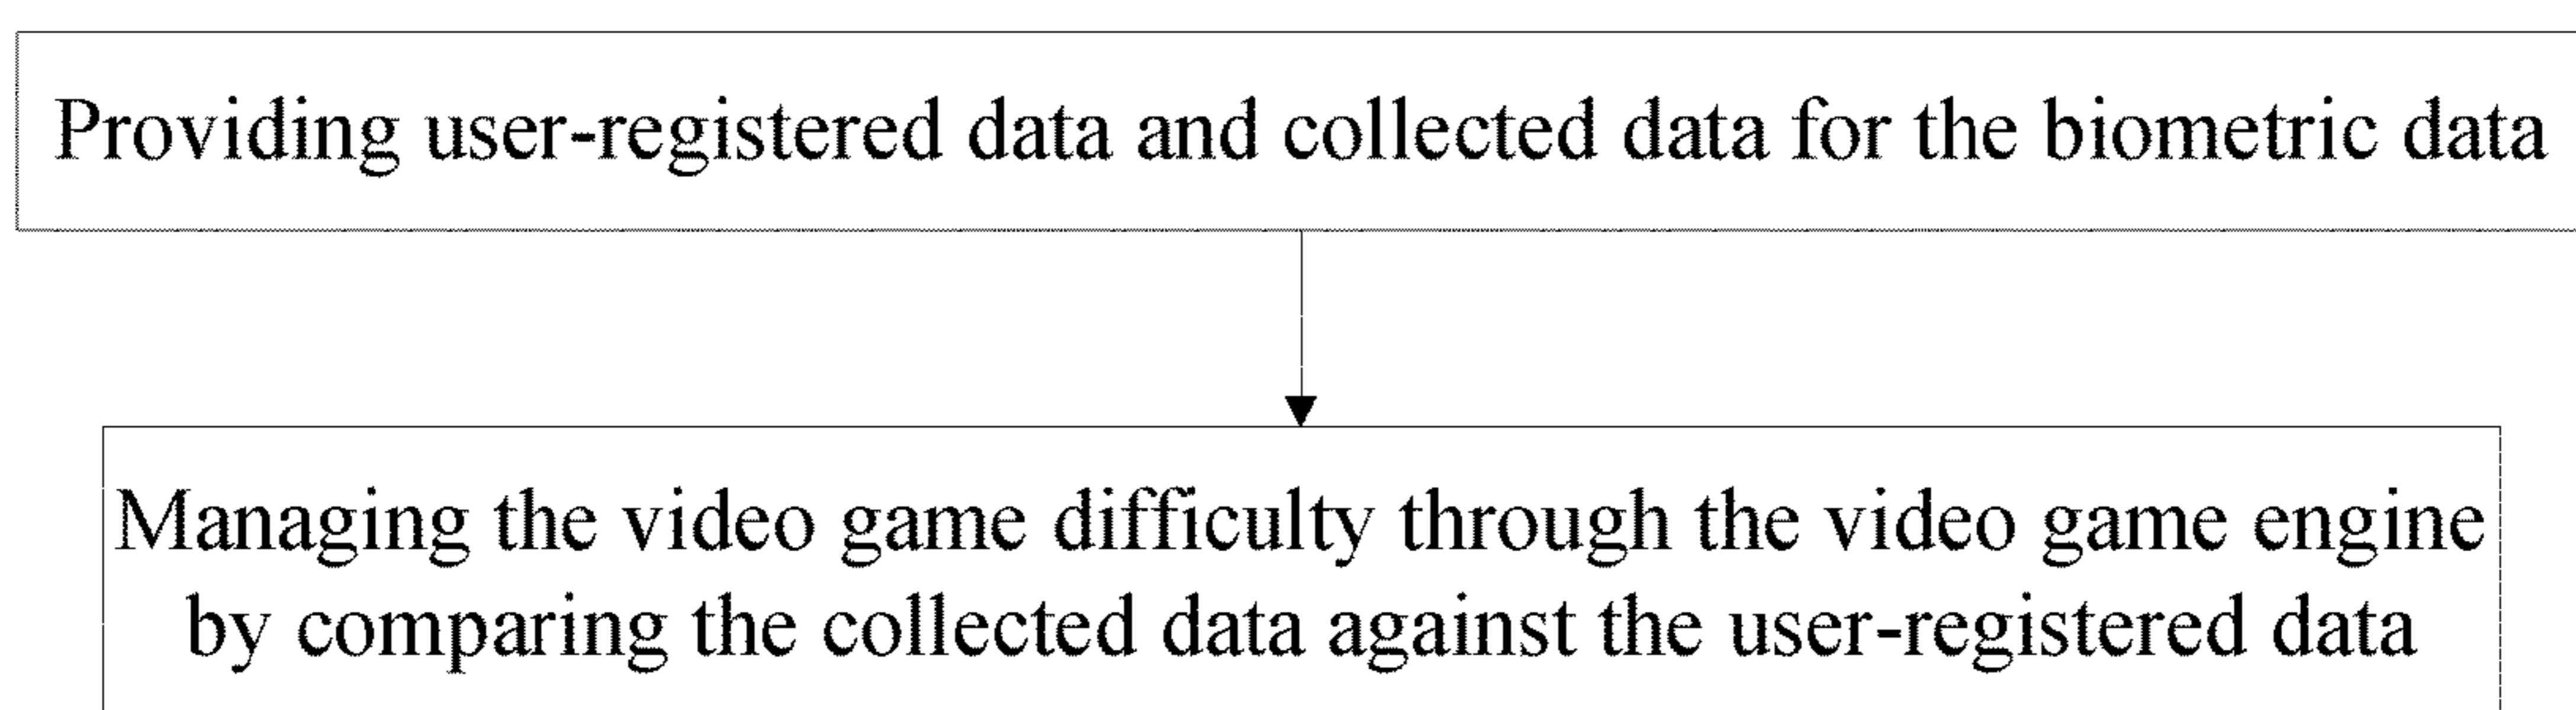 Providing user-registered data and collected data for the biometric data
Managing the video game difficulty through the video game engine
by comparing the collected data against the user-registered data